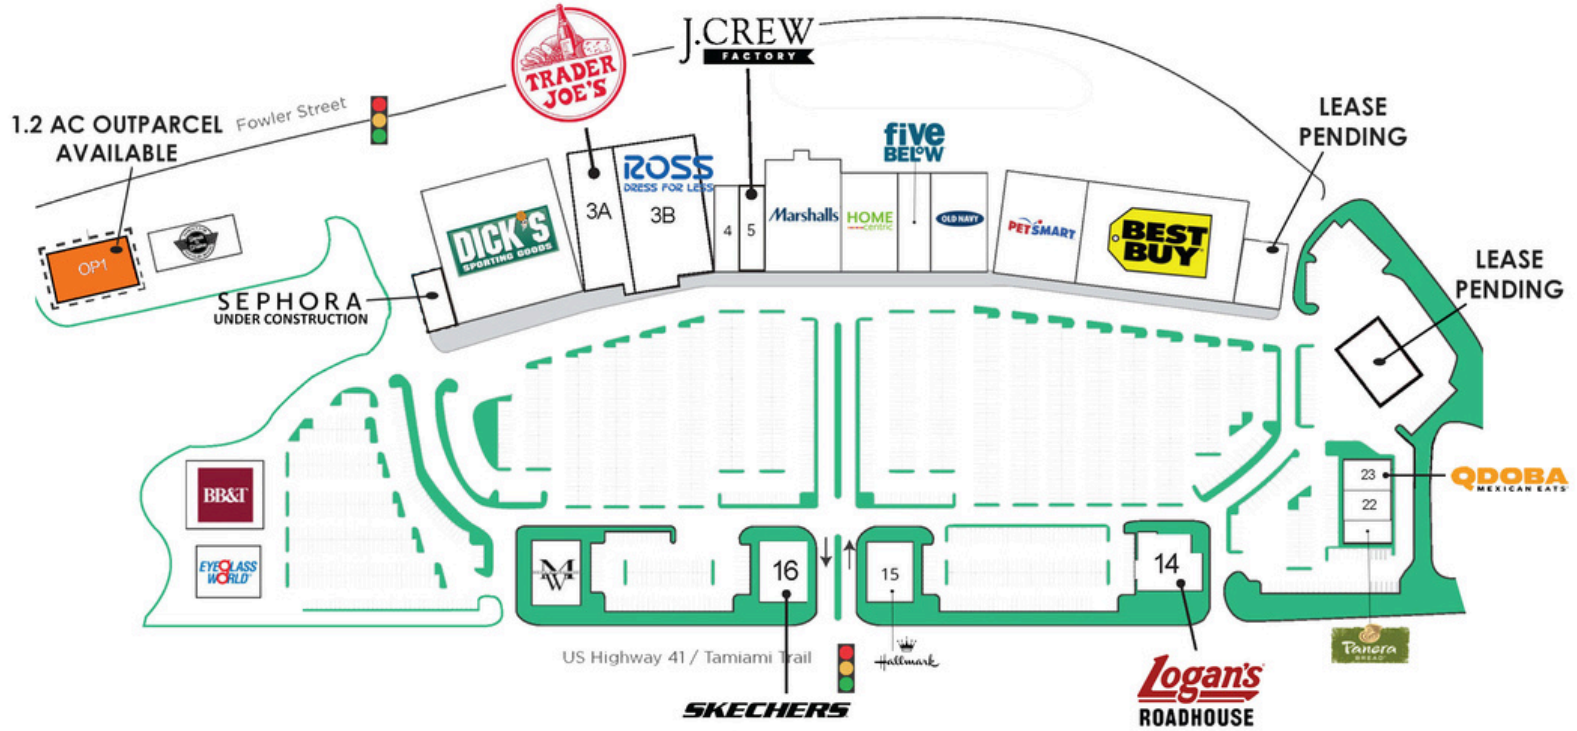 J.CREW
FACTORY
TRADER
JOE'S
Fowler Street
1.2 AC OUTPARCEL
AVAILABLE
LEASE
PENDING
five
BELOW
ROSS
DRESS FOR LESS
3A
3B
4
5
Marshalls
HOME
centric
OLD NAVY
PETSMART
BEST
BUY
DICK'S
SPORTING GOODS
OP1
SEPHORA
UNDER CONSTRUCTION
LEASE
PENDING
BB&T
EYEGLASS
WORLD
MW
16
15
14
23
22
QDOBA
MEXICAN EATS
US Highway 41 / Tamiami Trail
Hallmark
Panera
BREAD
Logan's
ROADHOUSE
SKECHERS